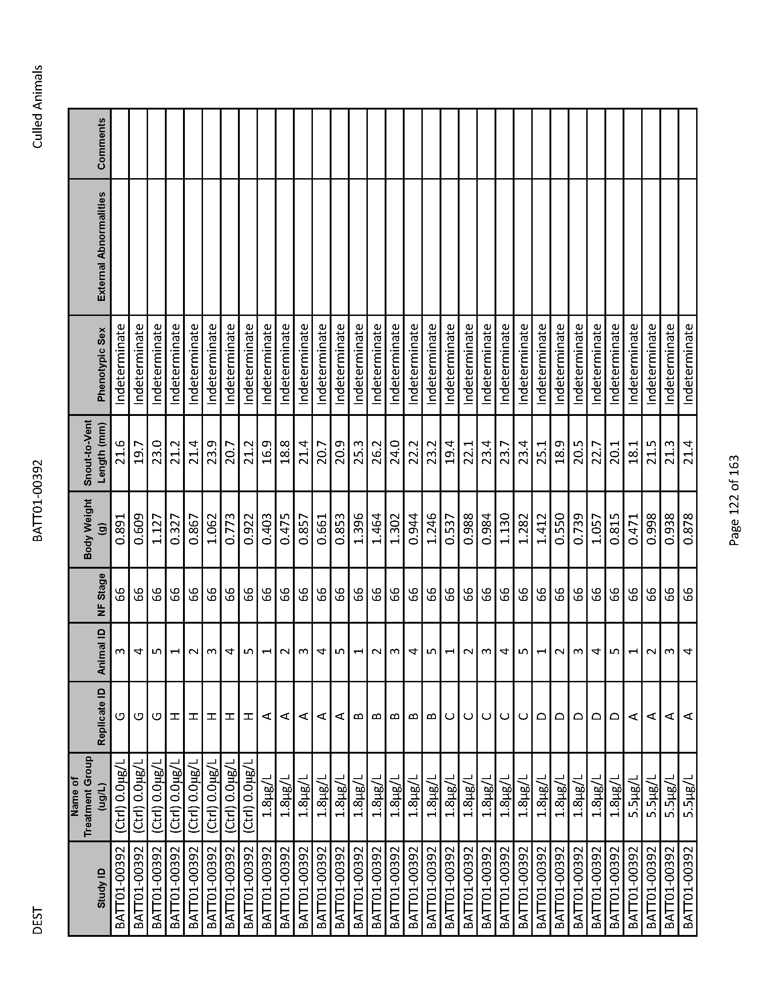 DEST BATT01-00392 Culled Animals
Study ID Name of Treatment Group (ug/L) Replicate ID Animal ID NF Stage Body Weight (g) Snout-to-Vent Length (mm) Phenotypic Sex External Abnormalities Comments
BATT01-00392 (Ctrl) 0.0µg/L G 3 66 0.891 21.6 Indeterminate
BATT01-00392 (Ctrl) 0.0µg/L G 4 66 0.609 19.7 Indeterminate
BATT01-00392 (Ctrl) 0.0µg/L G 5 66 1.127 23.0 Indeterminate
BATT01-00392 (Ctrl) 0.0µg/L H 1 66 0.327 21.2 Indeterminate
BATT01-00392 (Ctrl) 0.0µg/L H 2 66 0.867 21.4 Indeterminate
BATT01-00392 (Ctrl) 0.0µg/L H 3 66 1.062 23.9 Indeterminate
BATT01-00392 (Ctrl) 0.0µg/L H 4 66 0.773 20.7 Indeterminate
BATT01-00392 (Ctrl) 0.0µg/L H 5 66 0.922 21.2 Indeterminate
BATT01-00392 1.8µg/L A 1 66 0.403 16.9 Indeterminate
BATT01-00392 1.8µg/L A 2 66 0.475 18.8 Indeterminate
BATT01-00392 1.8µg/L A 3 66 0.857 21.4 Indeterminate
BATT01-00392 1.8µg/L A 4 66 0.661 20.7 Indeterminate
BATT01-00392 1.8µg/L A 5 66 0.853 20.9 Indeterminate
BATT01-00392 1.8µg/L B 1 66 1.396 25.3 Indeterminate
BATT01-00392 1.8µg/L B 2 66 1.464 26.2 Indeterminate
BATT01-00392 1.8µg/L B 3 66 1.302 24.0 Indeterminate
BATT01-00392 1.8µg/L B 4 66 0.944 22.2 Indeterminate
BATT01-00392 1.8µg/L B 5 66 1.246 23.2 Indeterminate
BATT01-00392 1.8µg/L C 1 66 0.537 19.4 Indeterminate
BATT01-00392 1.8µg/L C 2 66 0.988 22.1 Indeterminate
BATT01-00392 1.8µg/L C 3 66 0.984 23.4 Indeterminate
BATT01-00392 1.8µg/L C 4 66 1.130 23.7 Indeterminate
BATT01-00392 1.8µg/L C 5 66 1.282 23.4 Indeterminate
BATT01-00392 1.8µg/L D 1 66 1.412 25.1 Indeterminate
BATT01-00392 1.8µg/L D 2 66 0.550 18.9 Indeterminate
BATT01-00392 1.8µg/L D 3 66 0.739 20.5 Indeterminate
BATT01-00392 1.8µg/L D 4 66 1.057 22.7 Indeterminate
BATT01-00392 1.8µg/L D 5 66 0.815 20.1 Indeterminate
BATT01-00392 5.5µg/L A 1 66 0.471 18.1 Indeterminate
BATT01-00392 5.5µg/L A 2 66 0.998 21.5 Indeterminate
BATT01-00392 5.5µg/L A 3 66 0.938 21.3 Indeterminate
BATT01-00392 5.5µg/L A 4 66 0.878 21.4 Indeterminate
Page 122 of 163